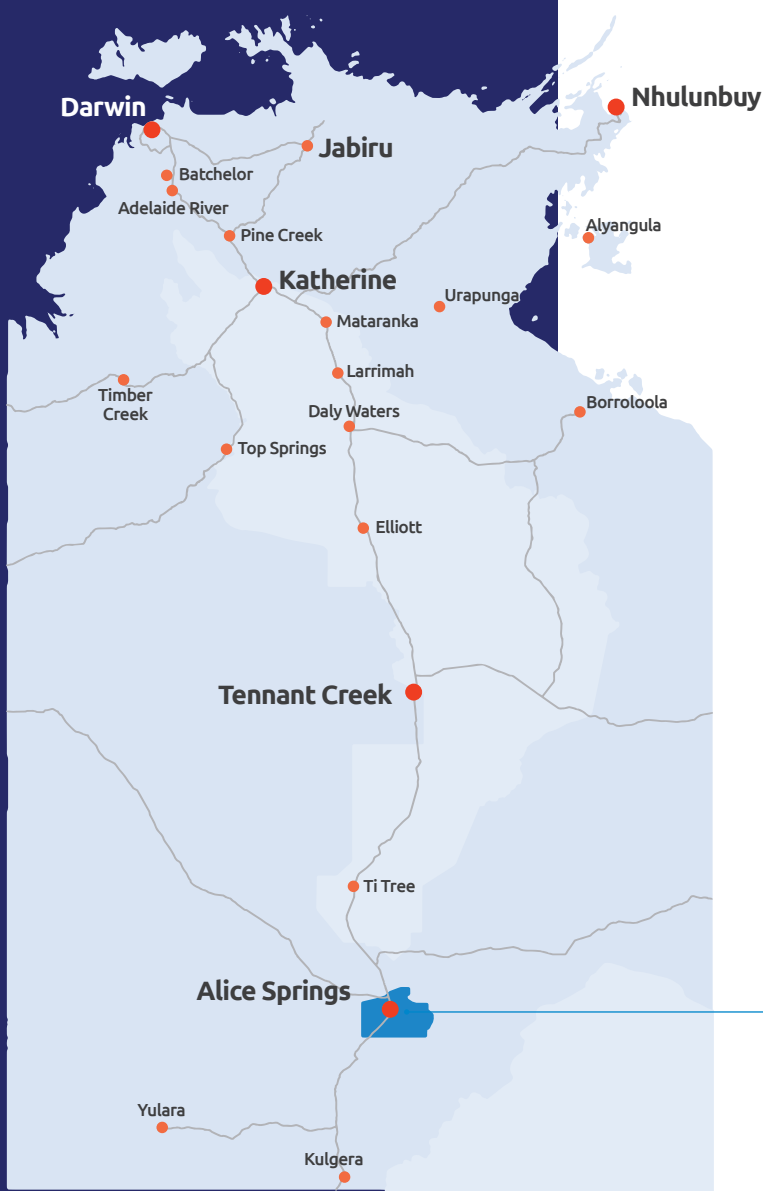 Nhulunbuy
Darwin
Jabiru
Batchelor
Adelaide River
Alyangula
Pine Creek
Katherine
Urapunga
Mataranka
Larrimah
Timber
Creek
Daly Waters
Borroloola
Top Springs
Elliott
Tennant Creek
Ti Tree
Alice Springs
Yulara
Kulgera